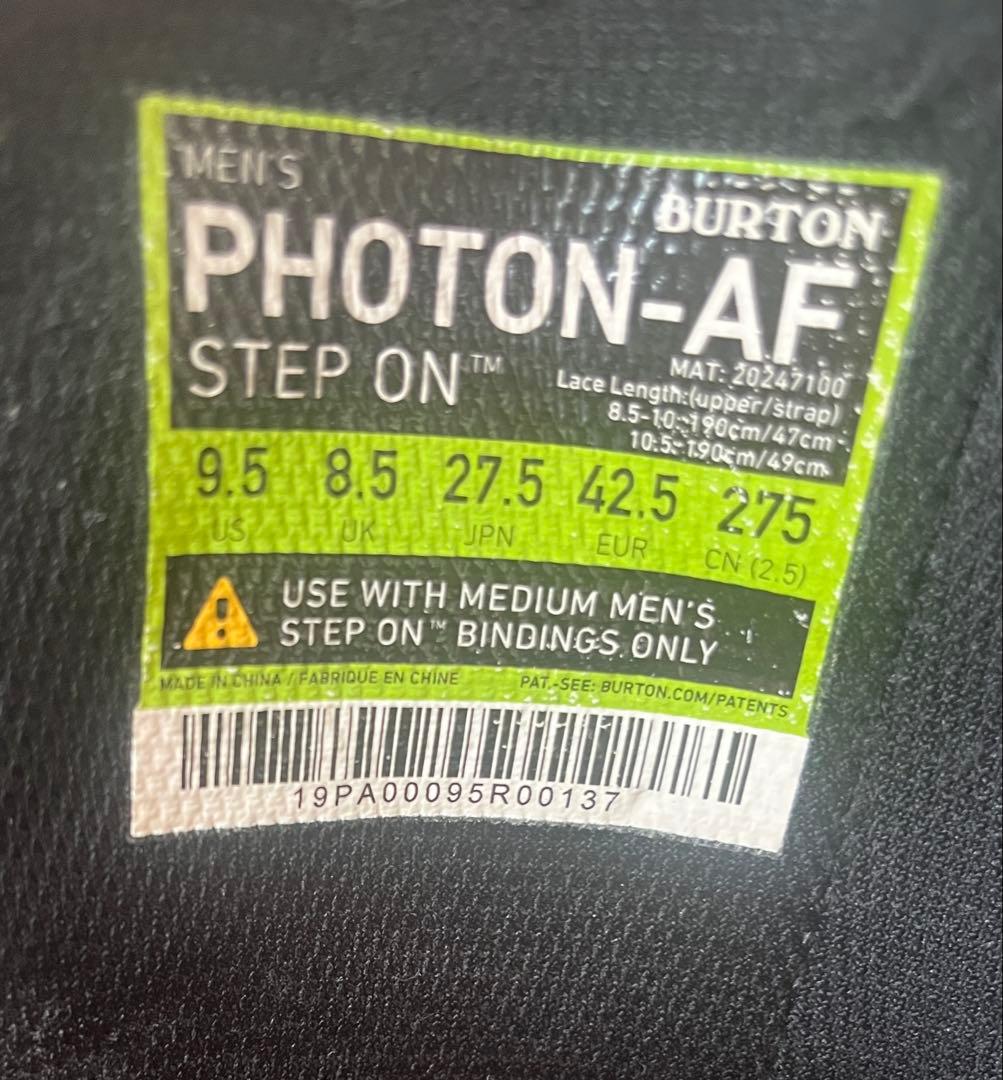 MEN'S
BURTON
PHOTON-AF
STEP ON™
MAT: 20247100
Lace Length:(upper/strap)
8.5-10:190cm/47cm
10.5:190cm/49cm
9.5 8.5 27.5 42.5 275
US UK JPN EUR CN (2.5)
USE WITH MEDIUM MEN'S
STEP ON™ BINDINGS ONLY
MADE IN CHINA / FABRIQUE EN CHINE PAT.-SEE: BURTON.COM/PATENTS
19PA00095R00137